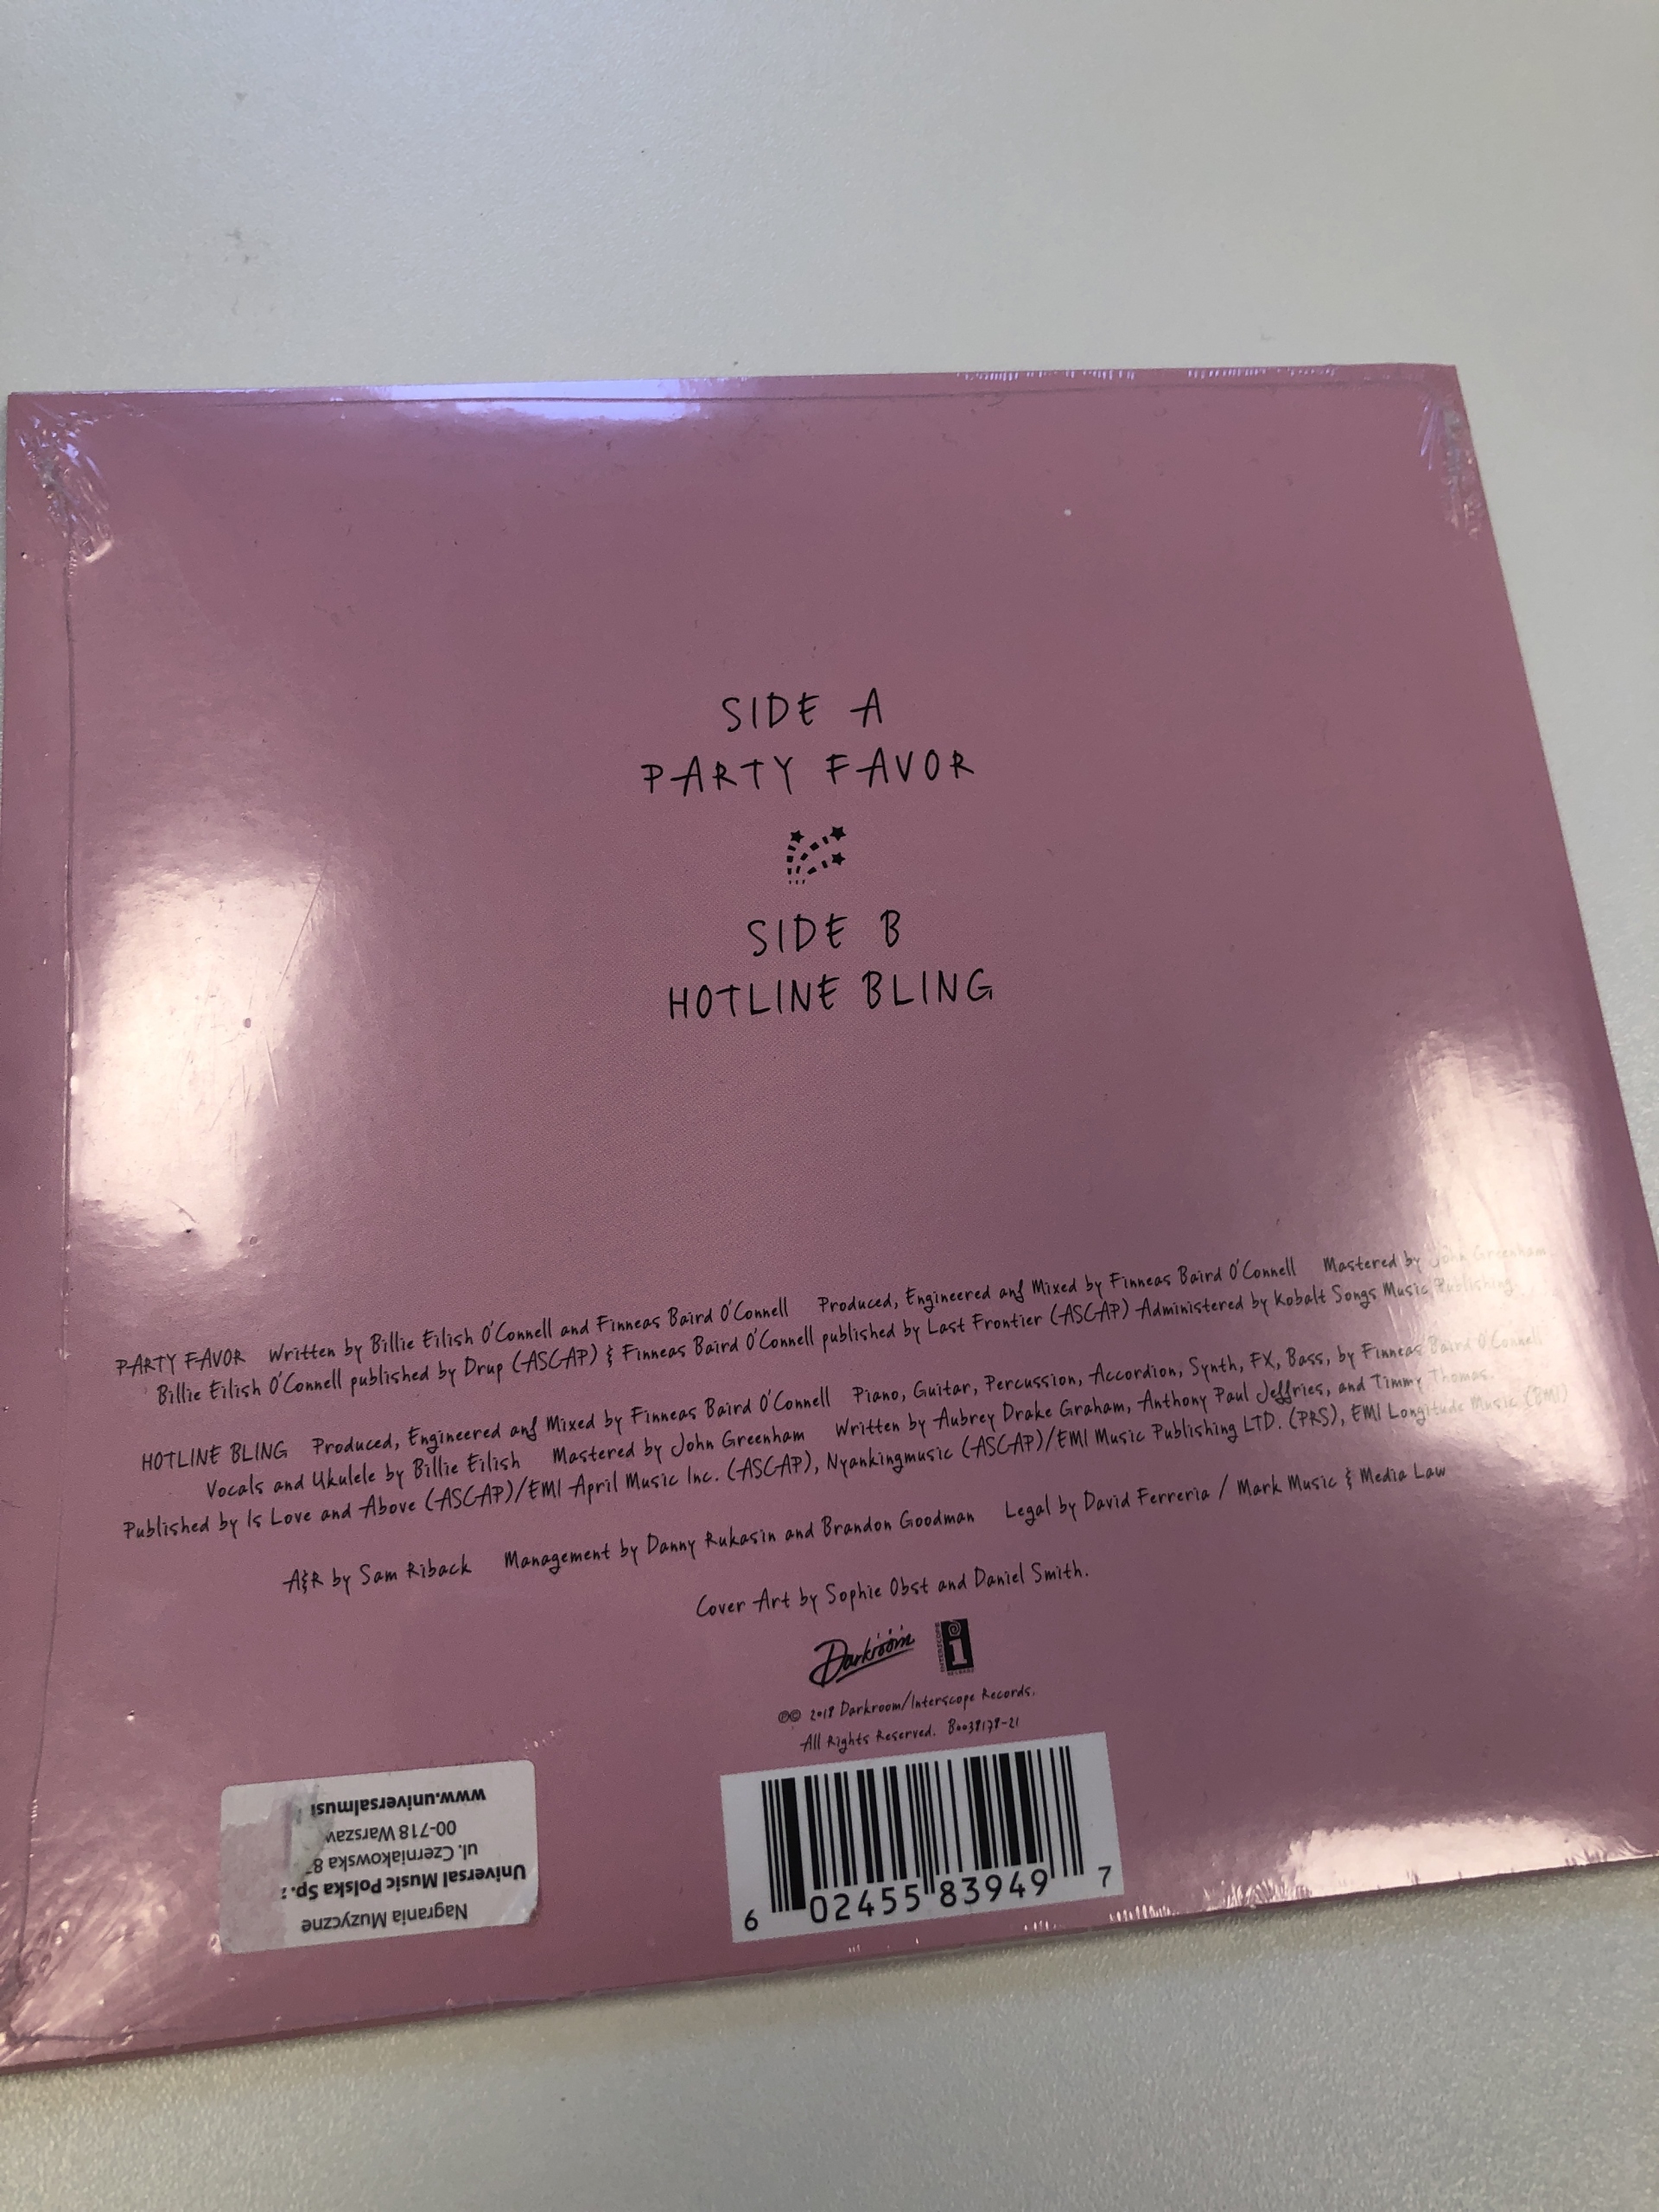 SIDE A
PARTY FAVOR
SIDE B
HOTLINE BLING
PARTY FAVOR Written by Billie Eilish O'Connell and Finneas Baird O'Connell Produced, Engineered and Mixed by Finneas Baird O'Connell Mastered by John Greenham.
Billie Eilish O'Connell published by Drup (ASCAP) & Finneas Baird O'Connell published by Last Frontier (ASCAP) Administered by Kobalt Songs Music Publishing.
HOTLINE BLING Produced, Engineered and Mixed by Finneas Baird O'Connell Piano, Guitar, Percussion, Accordion, Synth, FX, Bass, by Finneas Baird O'Connell
Vocals and Ukulele by Billie Eilish Mastered by John Greenham Written by Aubrey Drake Graham, Anthony Paul Jeffries, and Timmy Thomas.
Published by Is Love and Above (ASCAP)/EMI April Music Inc. (ASCAP), Nyankingmusic (ASCAP)/EMI Music Publishing LTD. (PRS), EMI Longitude Music (BMI)
A&R by Sam Riback Management by Danny Rukasin and Brandon Goodman Legal by David Ferreria / Mark Music & Media Law
Cover Art by Sophie Obst and Daniel Smith.
Darkroom
INTERSCOPE
RECORDS
℗© 2018 Darkroom/Interscope Records.
All Rights Reserved.
6 02455 83949 7
Nagrania Muzyczne
Universal Music Polska Sp.
ul. Czerniakowska 8
00-718 Warszaw
www.universalmusi